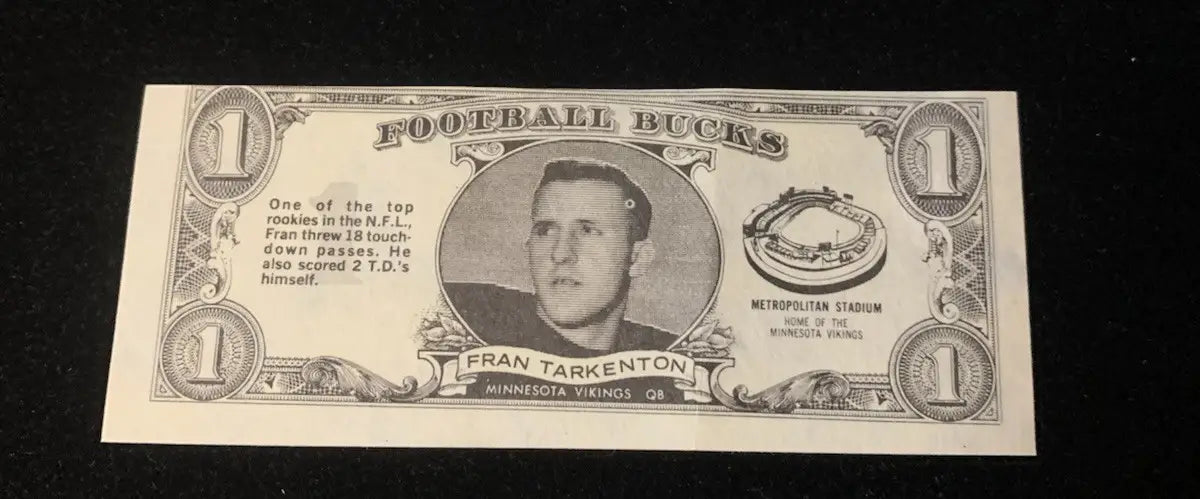 1
1
FOOTBALL BUCKS
One of the top
rookies in the N.F.L.,
Fran threw 18 touch-
down passes. He
also scored 2 T.D.'s
himself.
METROPOLITAN STADIUM
HOME OF THE
MINNESOTA VIKINGS
FRAN TARKENTON
MINNESOTA VIKINGS QB
1
1